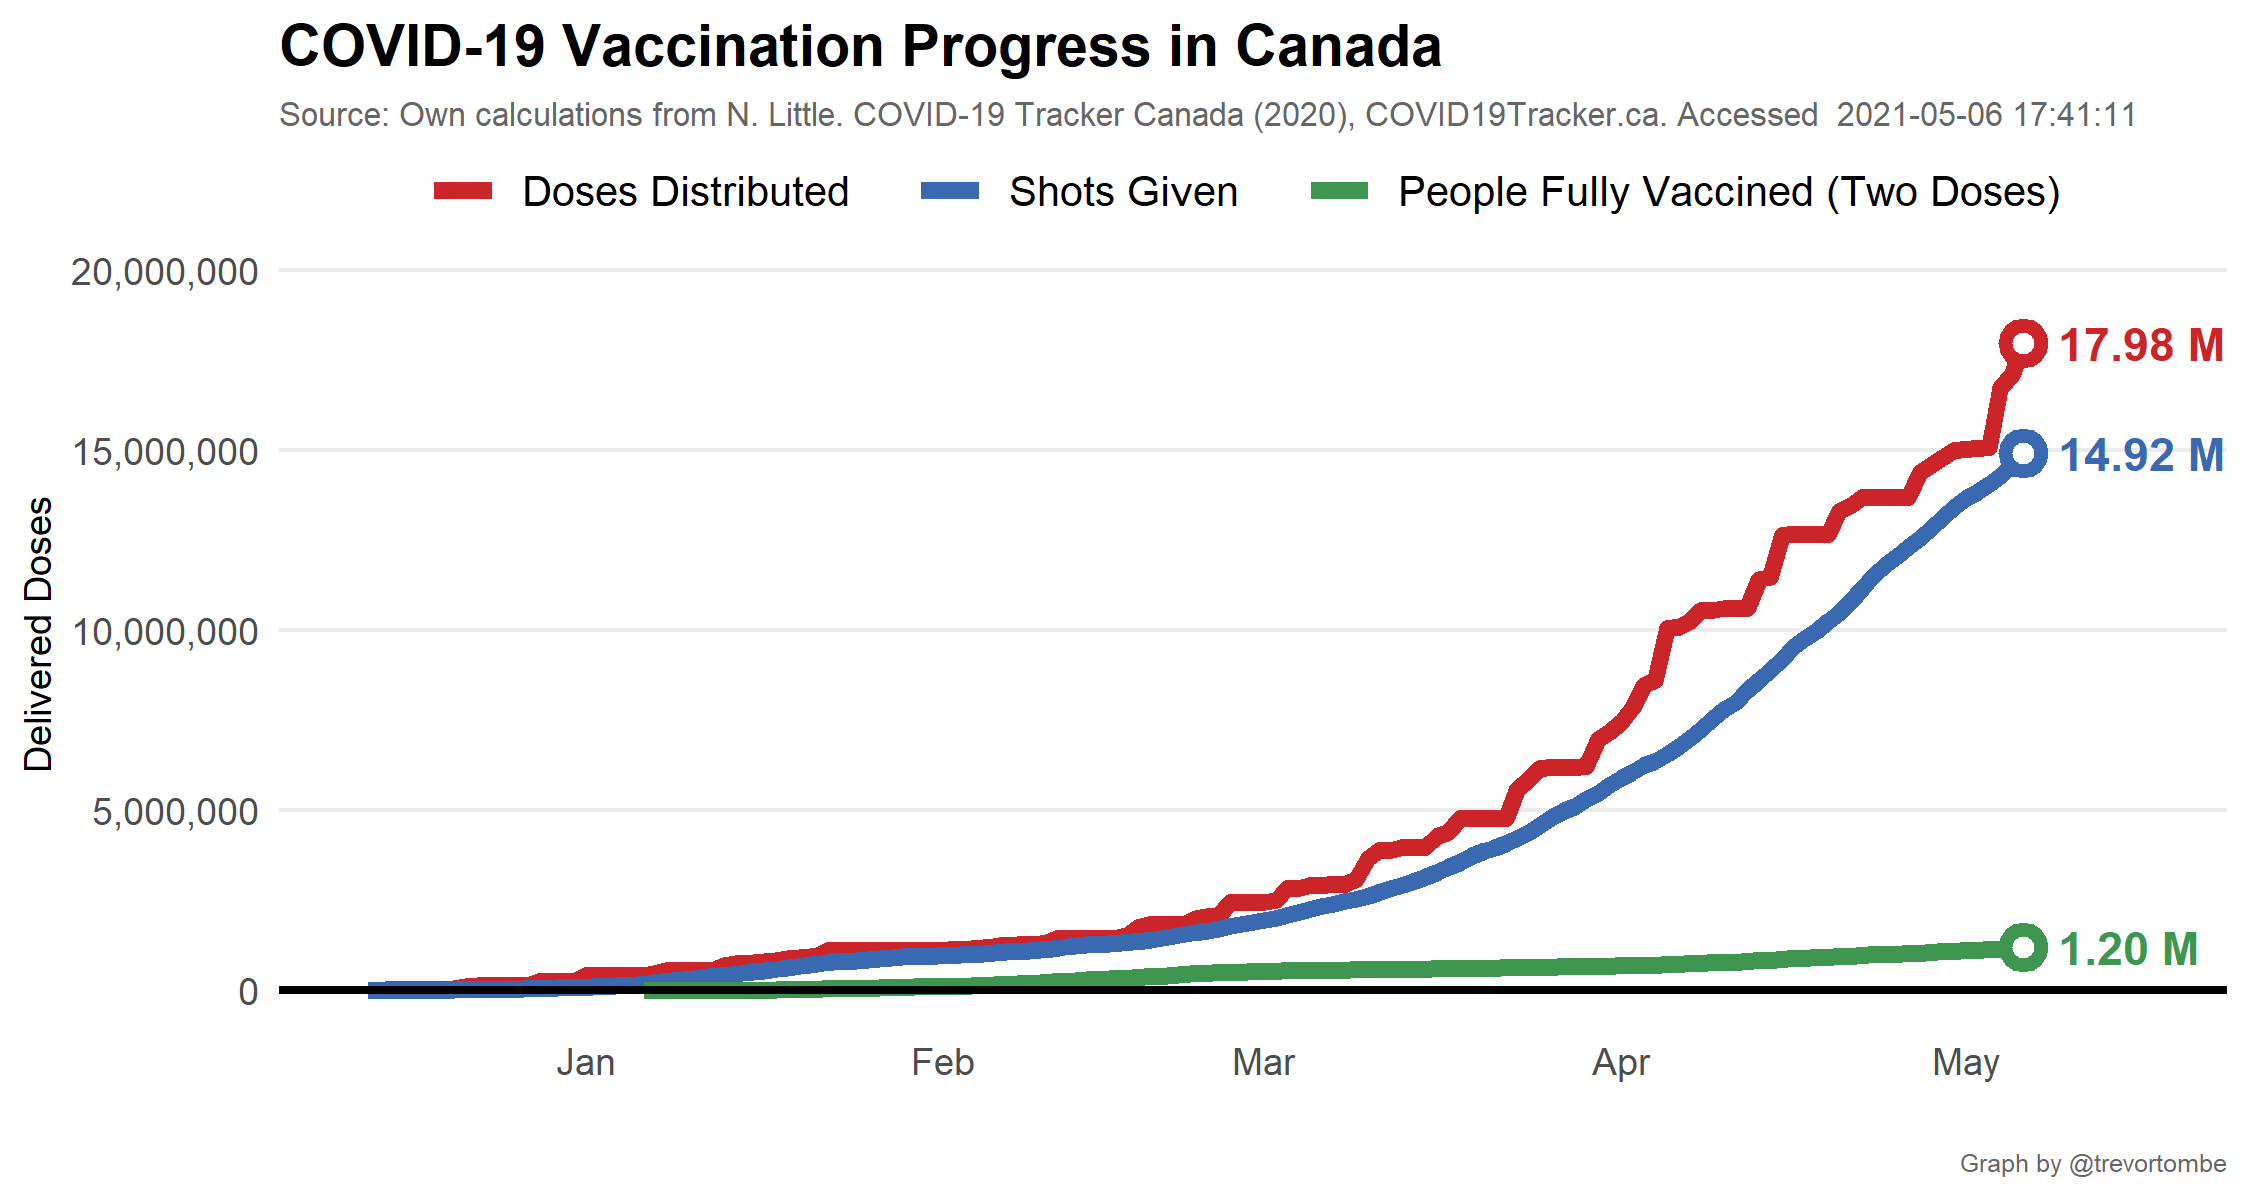 COVID-19 Vaccination Progress in Canada
Source: Own calculations from N. Little. COVID-19 Tracker Canada (2020), COVID19Tracker.ca. Accessed  2021-05-06 17:41:11
Doses Distributed
Shots Given
People Fully Vaccined (Two Doses)
Delivered Doses
20,000,000
15,000,000
10,000,000
5,000,000
0
17.98 M
14.92 M
1.20 M
Jan
Feb
Mar
Apr
May
Graph by @trevortombe